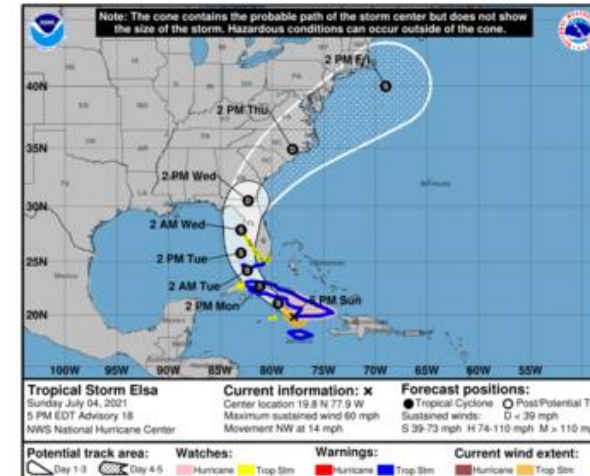 Note: The cone contains the probable path of the storm center but does not show
the size of the storm. Hazardous conditions can occur outside of the cone.
2 PM Fri
40N
2 PM Thu
35N
2 PM Wed
30N
2 AM Wed
2 PM Tue
25N
2 AM Tue
5 PM Sun
2 PM Mon
20N
100W 95W 90W 85W 80W 75W 70W 65W 60W
Tropical Storm Elsa
Sunday July 04, 2021
5 PM EDT Advisory 18
NWS National Hurricane Center
Current information: x
Center location 19.8 N 77.9 W
Maximum sustained wind 60 mph
Movement NW at 14 mph
Forecast positions:
Tropical Cyclone Post/Potential T
Sustained winds: D < 39 mph
S 39-73 mph H 74-110 mph M > 110 mp
Potential track area:
Day 1-3 Day 4-5
Watches:
Hurricane Trop Stm
Warnings:
Hurricane Trop Stm
Current wind extent:
Hurricane Trop Stm